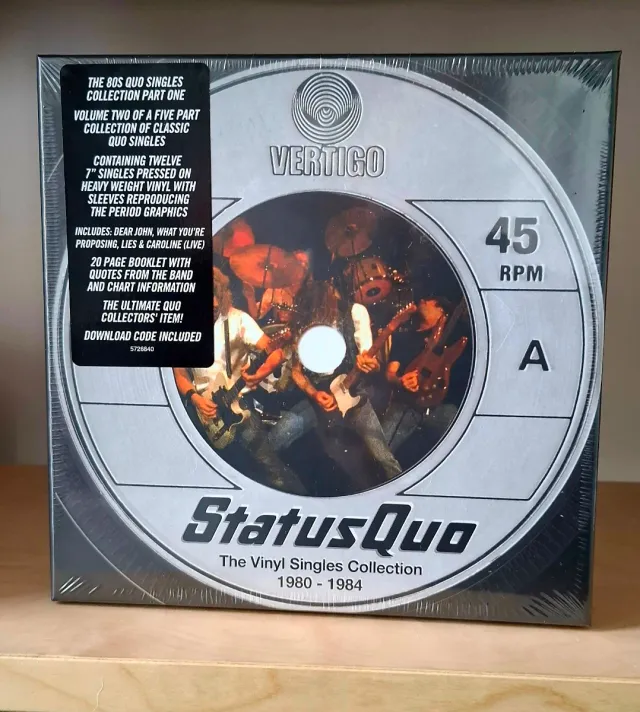 THE 80S QUO SINGLES
COLLECTION PART ONE
VOLUME TWO OF A FIVE PART
COLLECTION OF CLASSIC
QUO SINGLES
CONTAINING TWELVE
7" SINGLES PRESSED ON
HEAVY WEIGHT VINYL WITH
SLEEVES REPRODUCING
THE PERIOD GRAPHICS
INCLUDES: DEAR JOHN, WHAT YOU'RE
PROPOSING, LIES & CAROLINE (LIVE)
20 PAGE BOOKLET WITH
QUOTES FROM THE BAND
AND CHART INFORMATION
THE ULTIMATE QUO
COLLECTORS' ITEM!
DOWNLOAD CODE INCLUDED
5728840
VERTIGO
45
RPM
A
StatusQuo
The Vinyl Singles Collection
1980 - 1984